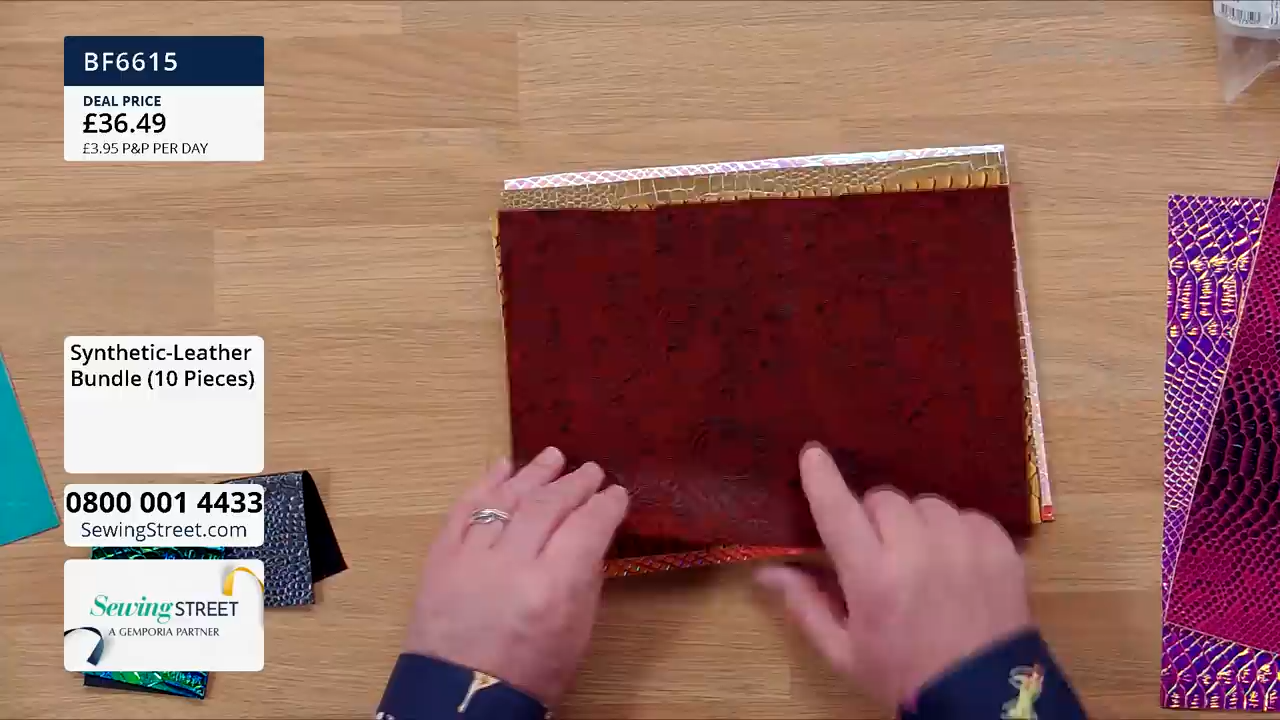 BF6615
DEAL PRICE
£36.49
£3.95 P&P PER DAY
Synthetic-Leather
Bundle (10 Pieces)
0800 001 4433
SewingStreet.com
Sewing STREET
A GEMPORIA PARTNER